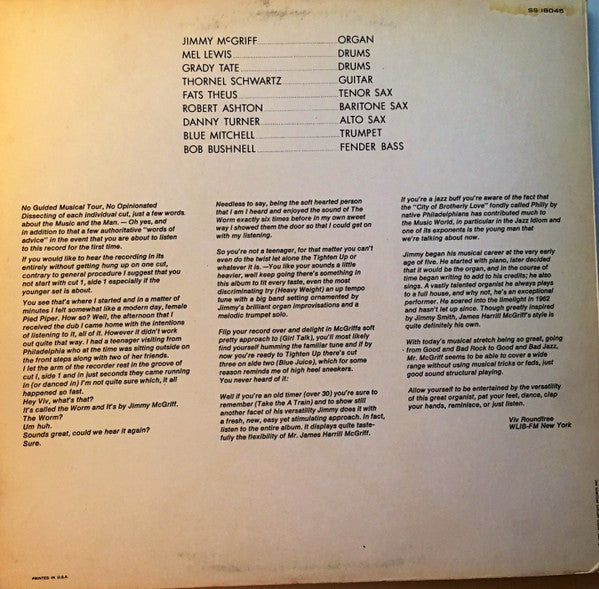 SS 18045
JIMMY McGRIFF ORGAN
MEL LEWIS DRUMS
GRADY TATE DRUMS
THORNEL SCHWARTZ GUITAR
FATS THEUS TENOR SAX
ROBERT ASHTON BARITONE SAX
DANNY TURNER ALTO SAX
BLUE MITCHELL TRUMPET
BOB BUSHNELL FENDER BASS
No Guided Musical Tour, No Opinionated
Dissecting of each individual cut, just a few words
about the Music and the Man. — Oh yes, and
in addition to that a few authoritative "words of
advice" in the event that you are about to listen
to this record for the first time.
If you would like to hear the recording in its
entirely without getting hung up on one cut,
contrary to general procedure I suggest that you
not start with cut 1, side 1 especially if the
younger set is about.
You see that's where I started and in a matter of
minutes I felt somewhat like a modern day, female
Pied Piper. How so? Well, the afternoon that I
received the dub I came home with the intentions
of listening to it, all of it. However it didn't work
out quite that way. I had a teenager visiting from
Philadelphia who at the time was sitting outside on
the front steps along with two of her friends.
I let the arm of the recorder rest in the groove of
cut I, side 1 and in just seconds they came running
in (or danced in) I'm not quite sure which, it all
happened so fast.
Hey Viv, what's that?
It's called the Worm and it's by Jimmy McGriff.
The Worm?
Um huh.
Sounds great, could we hear it again?
Sure.
Needless to say, being the soft hearted person
that I am I heard and enjoyed the sound of The
Worm exactly six times before in my own sweet
way I showed them the door so that I could get on
with my listening.
So you're not a teenager, for that matter you can't
even do the twist let alone the Tighten Up or
whatever it is. —You like your sounds a little
heavier, well keep going there's something in
this album to fit every taste, even the most
discriminating try (Heavy Weight) an up tempo
tune with a big band setting ornamented by
Jimmy's brilliant organ improvisations and a
melodic trumpet solo.
Flip your record over and delight in McGriffs soft
pretty approach to (Girl Talk), you'll most likely
find yourself humming the familiar tune and if by
now you're ready to Tighten Up there's cut
three on side two (Blue Juice), which for some
reason reminds me of high heel sneekers.
You never heard of it:
Well if you're an old timer (over 30) you're sure to
remember (Take the A Train) and to show still
another facet of his versatility Jimmy does it with
a fresh, new, easy yet stimulating approach. In fact,
listen to the entire album. It displays quite taste-
fully the flexibility of Mr. James Harrill McGriff.
If you're a jazz buff you're aware of the fact that
the "City of Brotherly Love" fondly called Philly by
native Philadelphians has contributed much to
the Music World, in particular in the Jazz Idiom and
one of its exponents is the young man that
we're talking about now.
Jimmy began his musical career at the very early
age of five. He started with piano, later decided
that it would be the organ, and in the course of
time began writing to add to his credits; he also
sings. A vastly talented organist he always plays
to a full house, and why not, he's an exceptional
performer. He soared into the limelight in 1962
and hasn't let up since. Though greatly inspired
by Jimmy Smith, James Harrill McGriff's style is
quite definitely his own.
With today's musical stretch being so great, going
from Good and Bad Rock to Good and Bad Jazz,
Mr. McGriff seems to be able to cover a wide
range without using musical tricks or fads, just
good sound structural playing.
Allow yourself to be entertained by the versatility
of this great organist, pat your feet, dance, clap
your hands, reminisce, or just listen.
Viv Roundtree
WLIB-FM New York
PRINTED IN U.S.A.